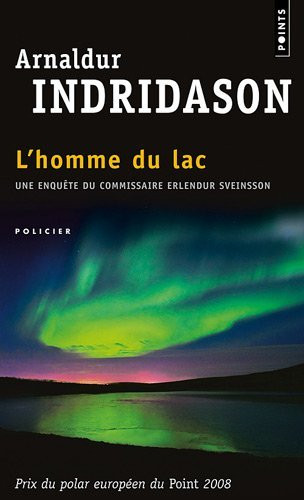 POINTS
Arnaldur
INDRIDASON
L'homme du lac
UNE ENQUÊTE DU COMMISSAIRE ERLENDUR SVEINSSON
POLICIER
Prix du polar européen du Point 2008